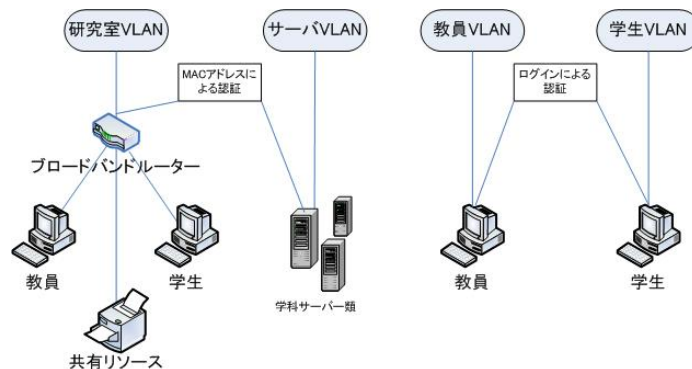 研究室VLAN
サーバVLAN
教員VLAN
学生VLAN
MACアドレスに
よる認証
ログインによる
認証
ブロードバンドルーター
教員
学生
学科サーバー類
教員
学生
共有リソース